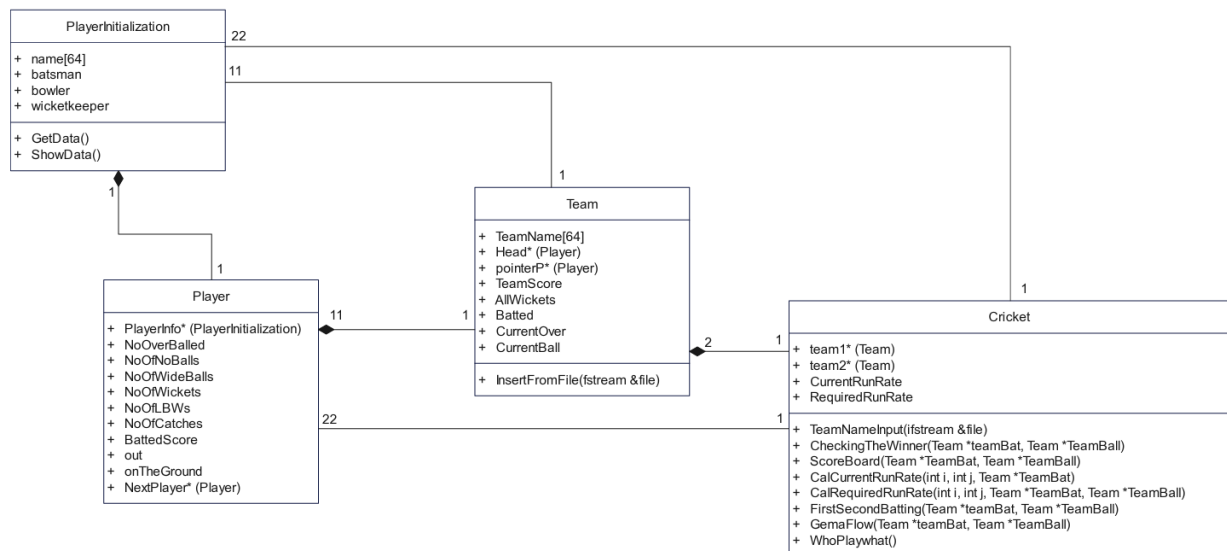 PlayerInitialization
+ name[64]
+ batsman
+ bowler
+ wicketkeeper
+ GetData()
+ ShowData()
22
11
1
1
1
1
Team
+ TeamName[64]
+ Head* (Player)
+ pointerP* (Player)
+ TeamScore
+ AllWickets
+ Batted
+ CurrentOver
+ CurrentBall
+ InsertFromFile(fstream &file)
Player
+ PlayerInfo* (PlayerInitialization)
+ NoOverBalled
+ NoOfNoBalls
+ NoOfWideBalls
+ NoOfWickets
+ NoOfLBWs
+ NoOfCatches
+ BattedScore
+ out
+ onTheGround
+ NextPlayer* (Player)
11
1
2
1
22
1
Cricket
+ team1* (Team)
+ team2* (Team)
+ CurrentRunRate
+ RequiredRunRate
+ TeamNameInput(ifstream &file)
+ CheckingTheWinner(Team *teamBat, Team *TeamBall)
+ ScoreBoard(Team *TeamBat, Team *TeamBall)
+ CalCurrentRunRate(int i, int j, Team *TeamBat)
+ CalRequiredRunRate(int i, int j, Team *TeamBat, Team *TeamBall)
+ FirstSecondBatting(Team *teamBat, Team *TeamBall)
+ GemaFlow(Team *teamBat, Team *TeamBall)
+ WhoPlaywhat()